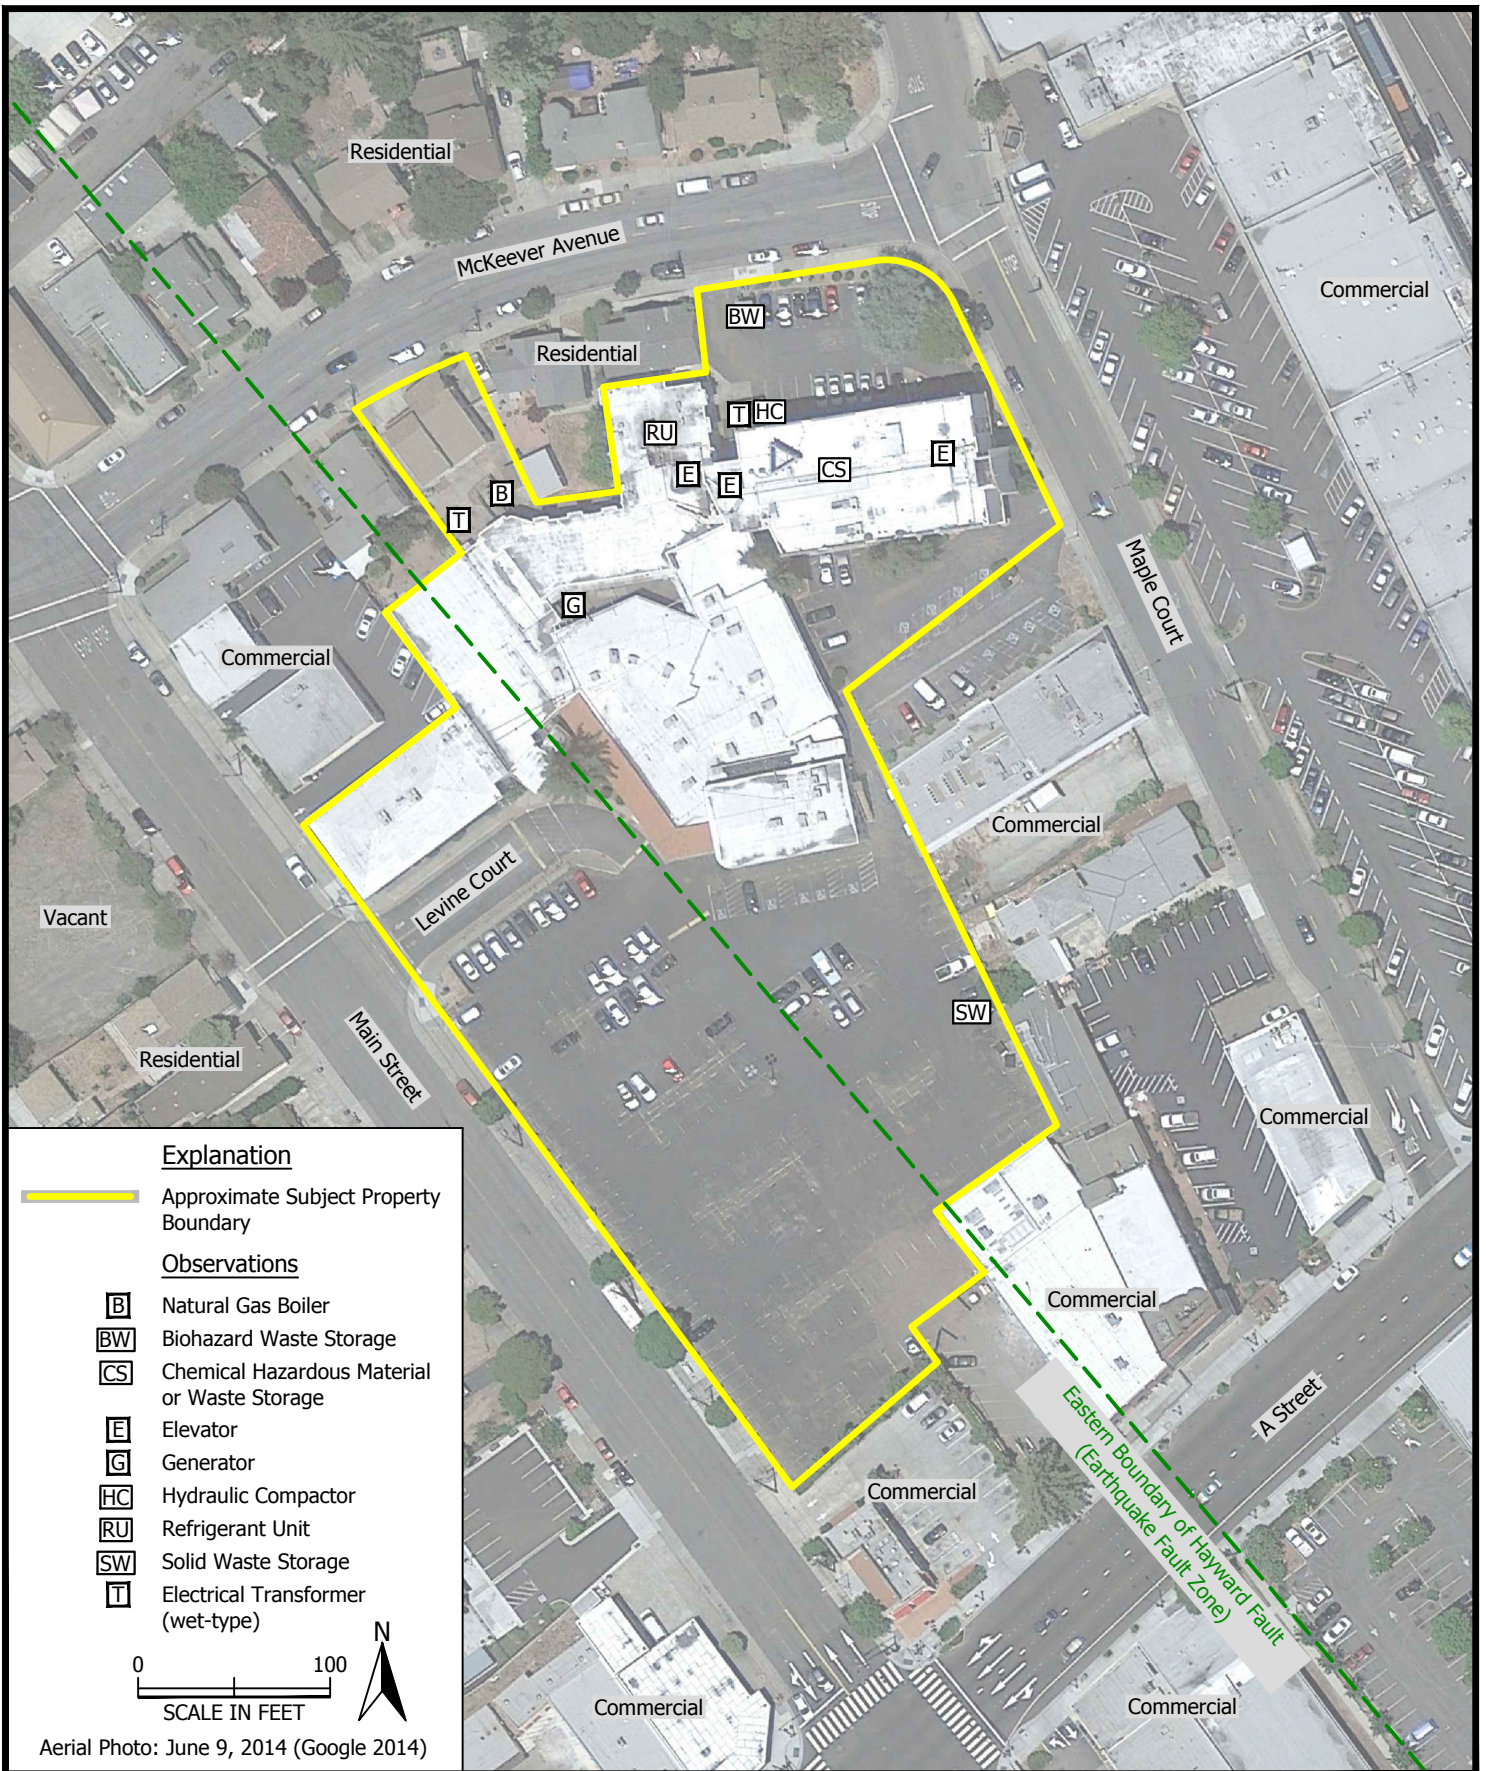 Residential
McKeever Avenue
Commercial
BW
Residential
T
HC
RU
E
E
E
CS
B
T
Maple Court
G
Commercial
Commercial
Levine Court
Vacant
SW
Main Street
Residential
Commercial
Commercial
A Street
Eastern Boundary of Hayward Fault
(Earthquake Fault Zone)
Commercial
Commercial
Commercial
Explanation
Approximate Subject Property
Boundary
Observations
B Natural Gas Boiler
BW Biohazard Waste Storage
CS Chemical Hazardous Material
or Waste Storage
E Elevator
G Generator
HC Hydraulic Compactor
RU Refrigerant Unit
SW Solid Waste Storage
T Electrical Transformer
(wet-type)
N
0 100
SCALE IN FEET
Aerial Photo: June 9, 2014 (Google 2014)